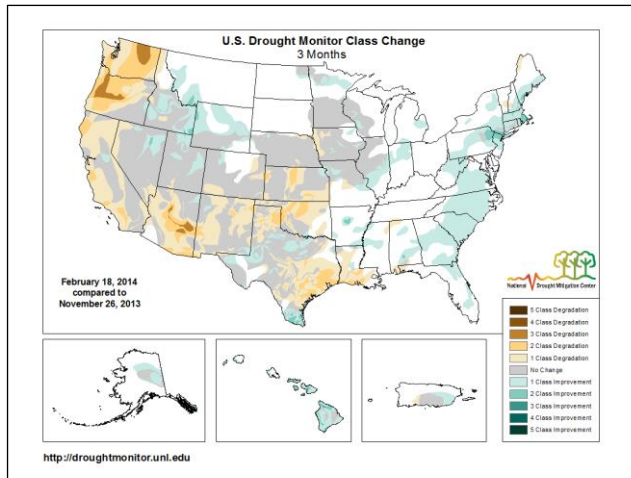 U.S. Drought Monitor Class Change
3 Months
February 18, 2014
compared to
November 26, 2013
National Drought Mitigation Center
5 Class Degradation
4 Class Degradation
3 Class Degradation
2 Class Degradation
1 Class Degradation
No Change
1 Class Improvement
2 Class Improvement
3 Class Improvement
4 Class Improvement
5 Class Improvement
http://droughtmonitor.unl.edu